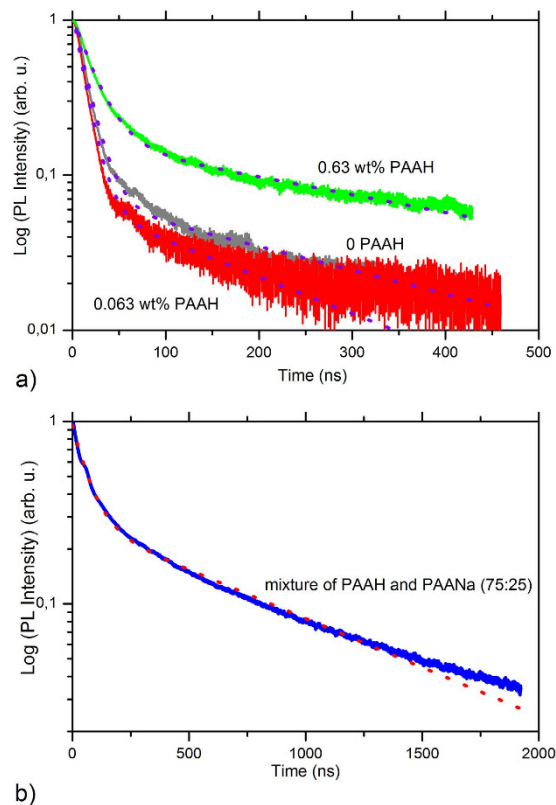 1
0,1
0,01
Log (PL Intensity) (arb. u.)
0.63 wt% PAAH
0 PAAH
0.063 wt% PAAH
0 100 200 300 400 500
Time (ns)
a)
1
0,1
Log (PL Intensity) (arb. u.)
mixture of PAAH and PAANa (75:25)
0 500 1000 1500 2000
Time (ns)
b)